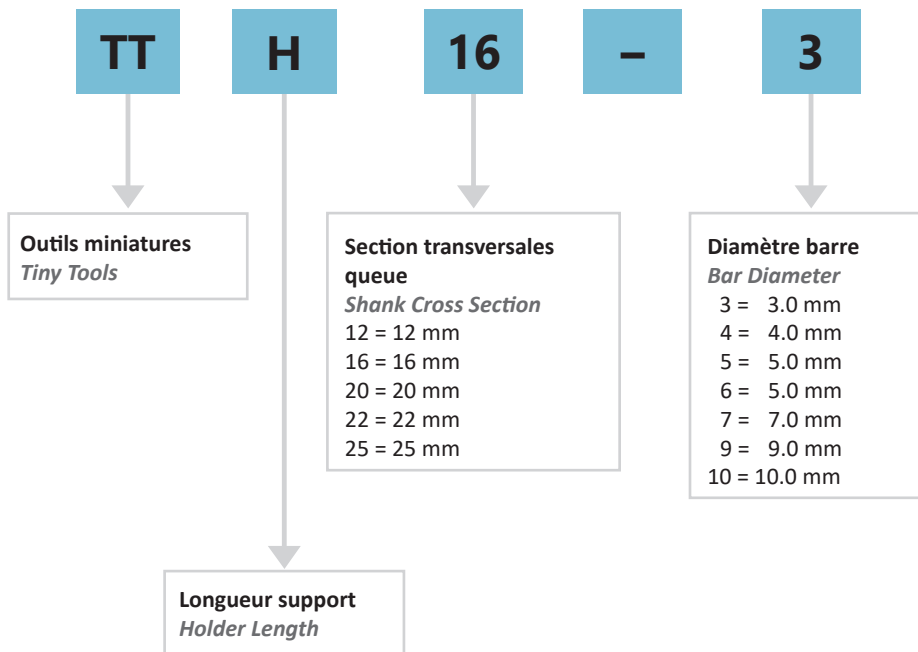 TT H 16 – 3
Outils miniatures
Tiny Tools
Section transversales
queue
Shank Cross Section
12 = 12 mm
16 = 16 mm
20 = 20 mm
22 = 22 mm
25 = 25 mm
Diamètre barre
Bar Diameter
3 = 3.0 mm
4 = 4.0 mm
5 = 5.0 mm
6 = 5.0 mm
7 = 7.0 mm
9 = 9.0 mm
10 = 10.0 mm
Longueur support
Holder Length